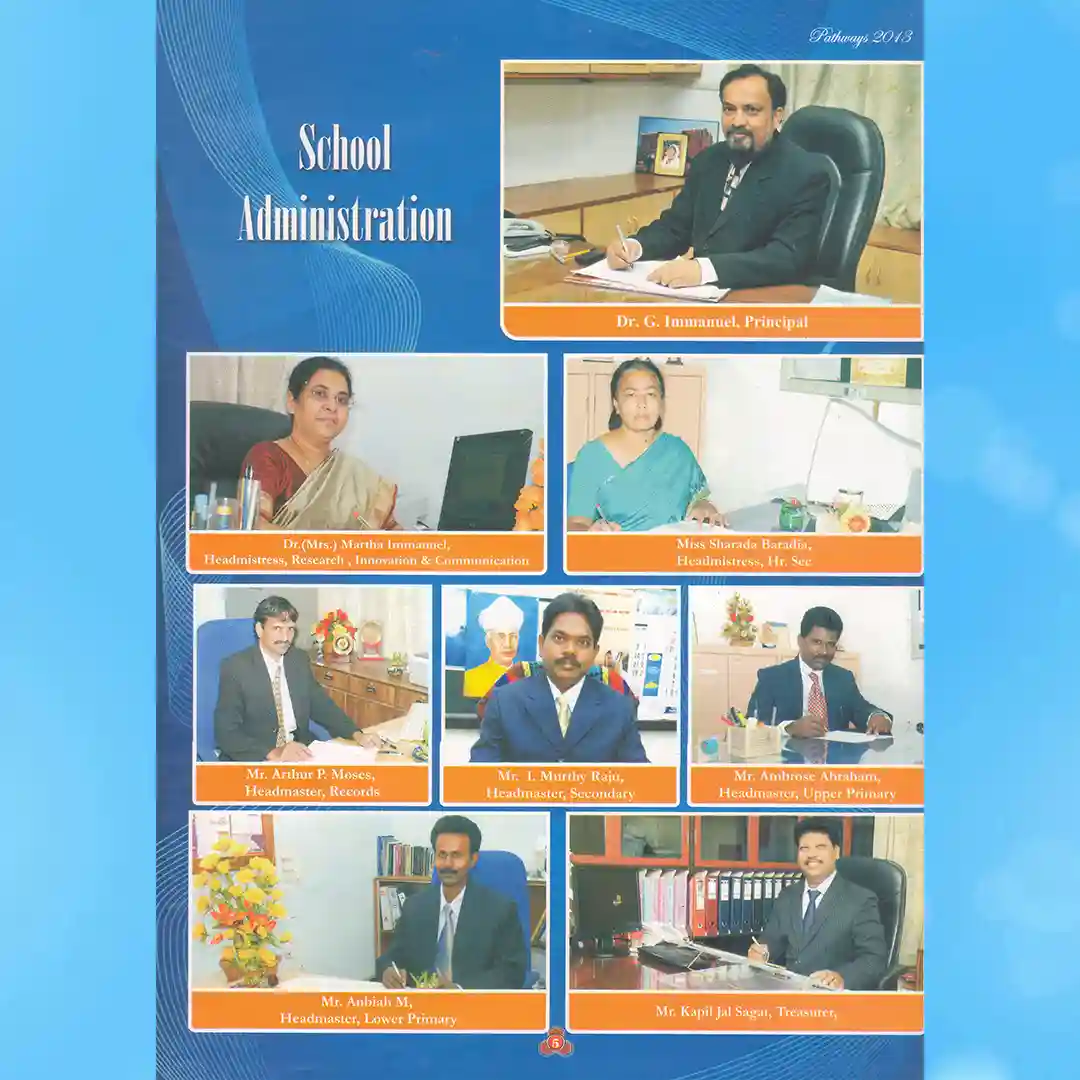 Pathways 2013
School
Administration
Dr. G. Immanuel, Principal
Dr.(Mrs.) Martha Immanuel,
Headmistress, Research , Innovation & Communication
Miss Sharada Baradia,
Headmistress, Hr. Sec
Mr. Arthur P. Moses,
Headmaster, Records
Mr. I. Murthy Raju,
Headmaster, Secondary
Mr. Ambrose Abraham,
Headmaster, Upper Primary
Mr. Anbiah M,
Headmaster, Lower Primary
Mr. Kapil Jal Sagar, Treasurer,
5